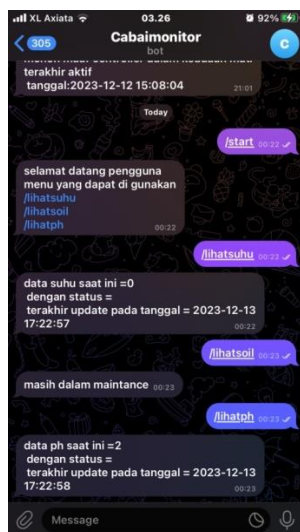 XL Axiata
03.26
92%
305
Cabaimonitor
bot
C
terakhir aktif
tanggal:2023-12-12 15:08:04
21:01
Today
/start 00:22
selamat datang pengguna
menu yang dapat di gunakan
/lihatsuhu
/lihatsoil
/lihatph
00:22
/lihatsuhu 00:22
data suhu saat ini =0
dengan status =
terakhir update pada tanggal = 2023-12-13
17:22:57
00:22
/lihatsoil 00:23
masih dalam maintance 00:23
/lihatph 00:23
data ph saat ini =2
dengan status =
terakhir update pada tanggal = 2023-12-13
17:22:58
00:23
Message